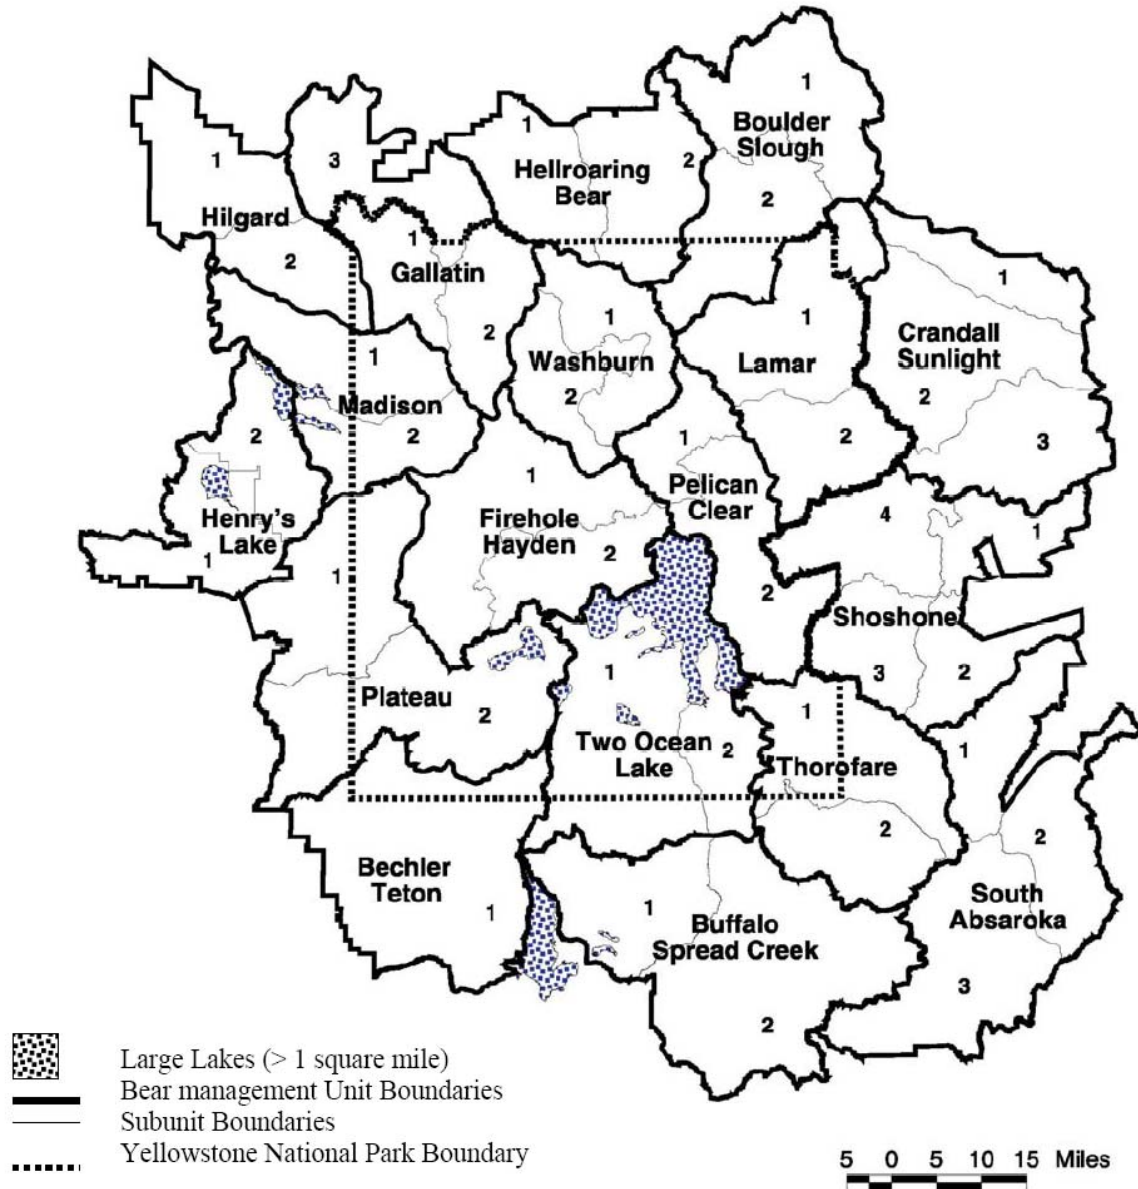 1
Boulder
Slough
1
Hellroaring
Bear
2
2
1
3
Hilgard
2
1
Gallatin
2
1
Washburn
2
1
Lamar
2
1
Crandall
Sunlight
2
3
1
Madison
2
2
Henry's
Lake
1
1
Firehole
Hayden
2
1
Pelican
Clear
2
4
1
Shoshone
3
2
1
Plateau
2
1
Two Ocean
Lake
2
1
Thorofare
2
1
2
South
Absaroka
3
Bechler
Teton
1
1
Buffalo
Spread Creek
2
Large Lakes (> 1 square mile)
Bear management Unit Boundaries
Subunit Boundaries
Yellowstone National Park Boundary
5 0 5 10 15 Miles